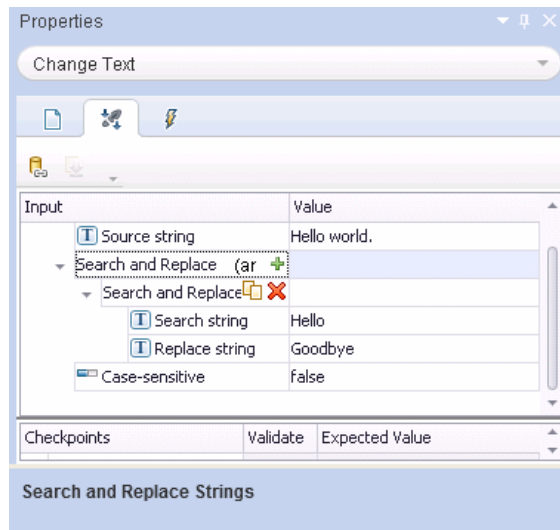 Properties
Change Text
Input Value
Source string Hello world.
Search and Replace (ar
Search and Replace
Search string Hello
Replace string Goodbye
Case-sensitive false
Checkpoints Validate Expected Value
Search and Replace Strings